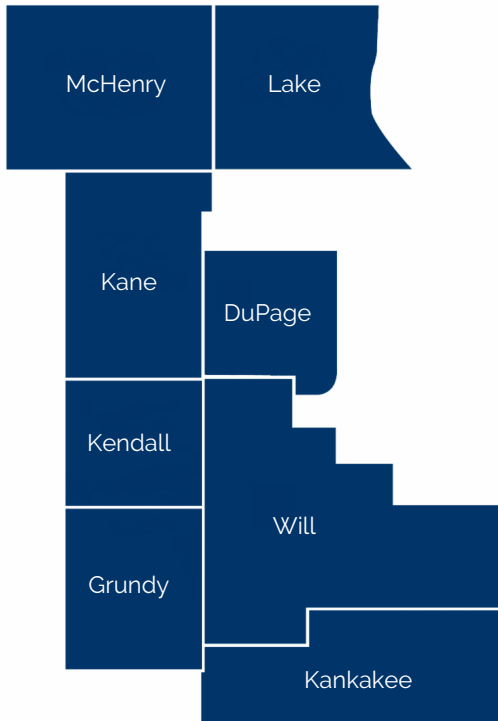 McHenry
Lake
Kane
DuPage
Kendall
Will
Grundy
Kankakee